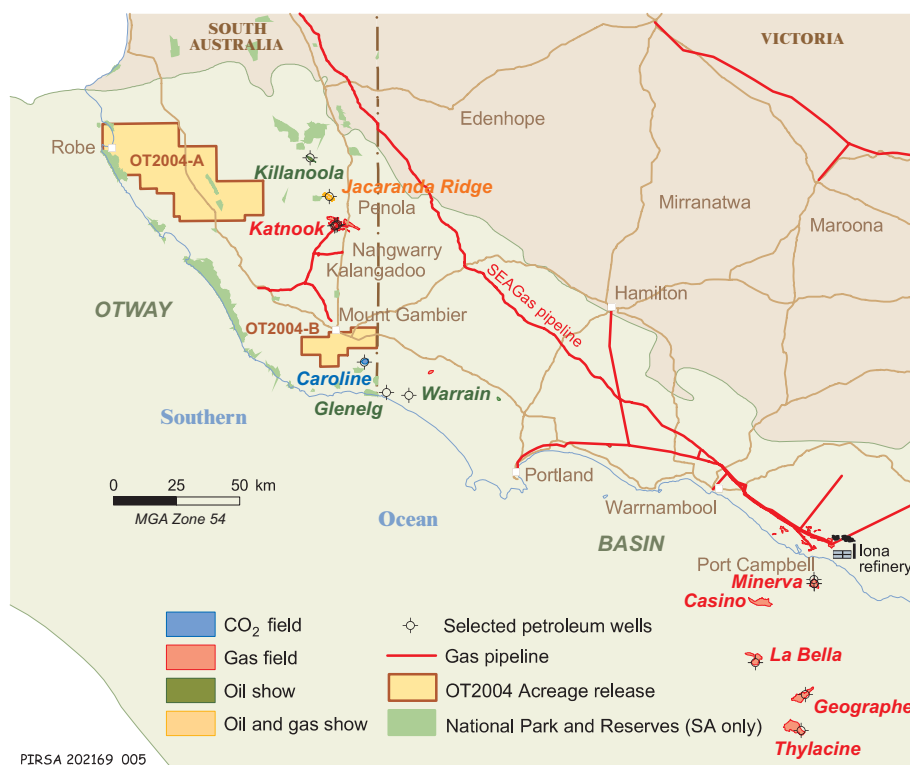 SOUTH
AUSTRALIA
VICTORIA
Edenhope
Robe
OT2004-A
Killanoola
Jacaranda Ridge
Penola
Mirranatwa
Maroona
Katnook
Nangwarry
Kalangadoo
SEAGas pipeline
Hamilton
OTWAY
Mount Gambier
OT2004-B
Caroline
Glenelg
Warrain
Southern
Portland
0 25 50 km
MGA Zone 54
Warrnambool
Ocean
BASIN
Iona
refinery
Port Campbell
Minerva
Casino
CO₂ field
Selected petroleum wells
Gas field
Gas pipeline
La Bella
Oil show
OT2004 Acreage release
Geographe
Oil and gas show
National Park and Reserves (SA only)
Thylacine
PIRSA 202169_005